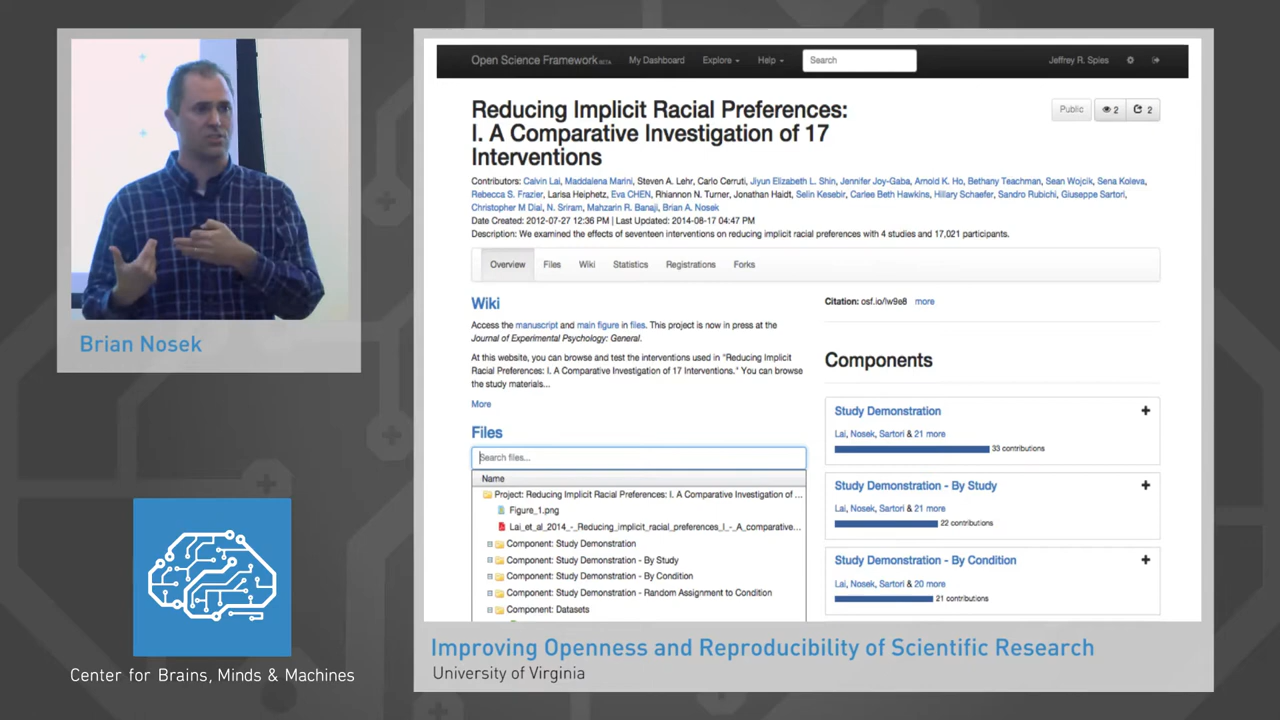 Open Science Framework BETA
My Dashboard
Explore
Help
Search
Jeffrey R. Spies
Reducing Implicit Racial Preferences:
I. A Comparative Investigation of 17
Interventions
Public
2
2
Contributors: Calvin Lai, Maddalena Marini, Steven A. Lehr, Carlo Cerruti, Jiyun Elizabeth L. Shin, Jennifer Joy-Gaba, Arnold K. Ho, Bethany Teachman, Sean Wojcik, Sena Koleva,
Rebecca S. Frazier, Larisa Heiphetz, Eva CHEN, Rhiannon N. Turner, Jonathan Haidt, Selin Kesebir, Carlee Beth Hawkins, Hillary Schaefer, Sandro Rubichi, Giuseppe Sartori,
Christopher M Dial, N. Sriram, Mahzarin R. Banaji, Brian A. Nosek
Date Created: 2012-07-27 12:36 PM | Last Updated: 2014-08-17 04:47 PM
Description: We examined the effects of seventeen interventions on reducing implicit racial preferences with 4 studies and 17,021 participants.
Overview
Files
Wiki
Statistics
Registrations
Forks
Wiki
Access the manuscript and main figure in files. This project is now in press at the
Journal of Experimental Psychology: General.
At this website, you can browse and test the interventions used in "Reducing Implicit
Racial Preferences: I. A Comparative Investigation of 17 Interventions." You can browse
the study materials...
More
Files
Search files...
Name
Project: Reducing Implicit Racial Preferences: I. A Comparative Investigation of ...
Figure_1.png
Lai_et_al_2014_-_Reducing_implicit_racial_preferences_I_-_A_comparative...
Component: Study Demonstration
Component: Study Demonstration - By Study
Component: Study Demonstration - By Condition
Component: Study Demonstration - Random Assignment to Condition
Component: Datasets
Citation: osf.io/lw9e8 more
Components
Study Demonstration
Lai, Nosek, Sartori & 21 more
33 contributions
Study Demonstration - By Study
Lai, Nosek, Sartori & 21 more
22 contributions
Study Demonstration - By Condition
Lai, Nosek, Sartori & 20 more
21 contributions
Brian Nosek
Center for Brains, Minds & Machines
Improving Openness and Reproducibility of Scientific Research
University of Virginia